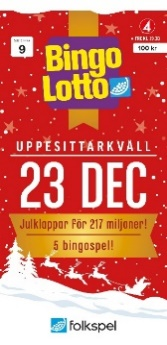 9
4
100 kr
Bingo
Lotto
UPPESITTARKVÄLL
23 DEC
Julklappar för 217 miljoner!
5 bingospel!
folkspel